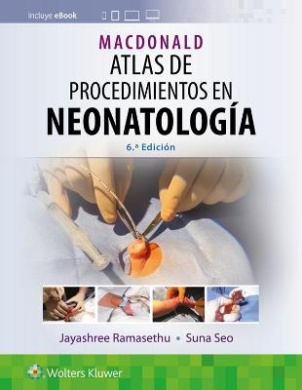 Incluye eBook
MACDONALD
ATLAS DE
PROCEDIMIENTOS EN
NEONATOLOGÍA
6.ª Edición
Jayashree Ramasethu • Suna Seo
Wolters Kluwer